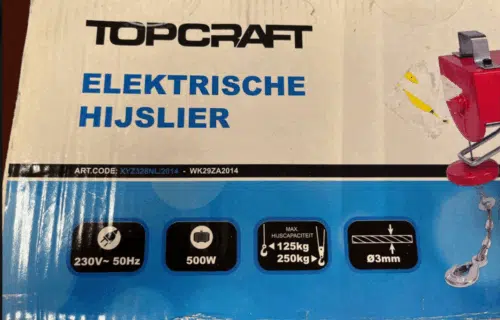 TOPCRAFT
ELEKTRISCHE
HIJSLIER
ART.CODE: XYZ326NL/2014 - WK29ZA2014
230V~ 50Hz
500W
MAX.
HIJSCAPACITEIT
125kg
250kg
Ø3mm